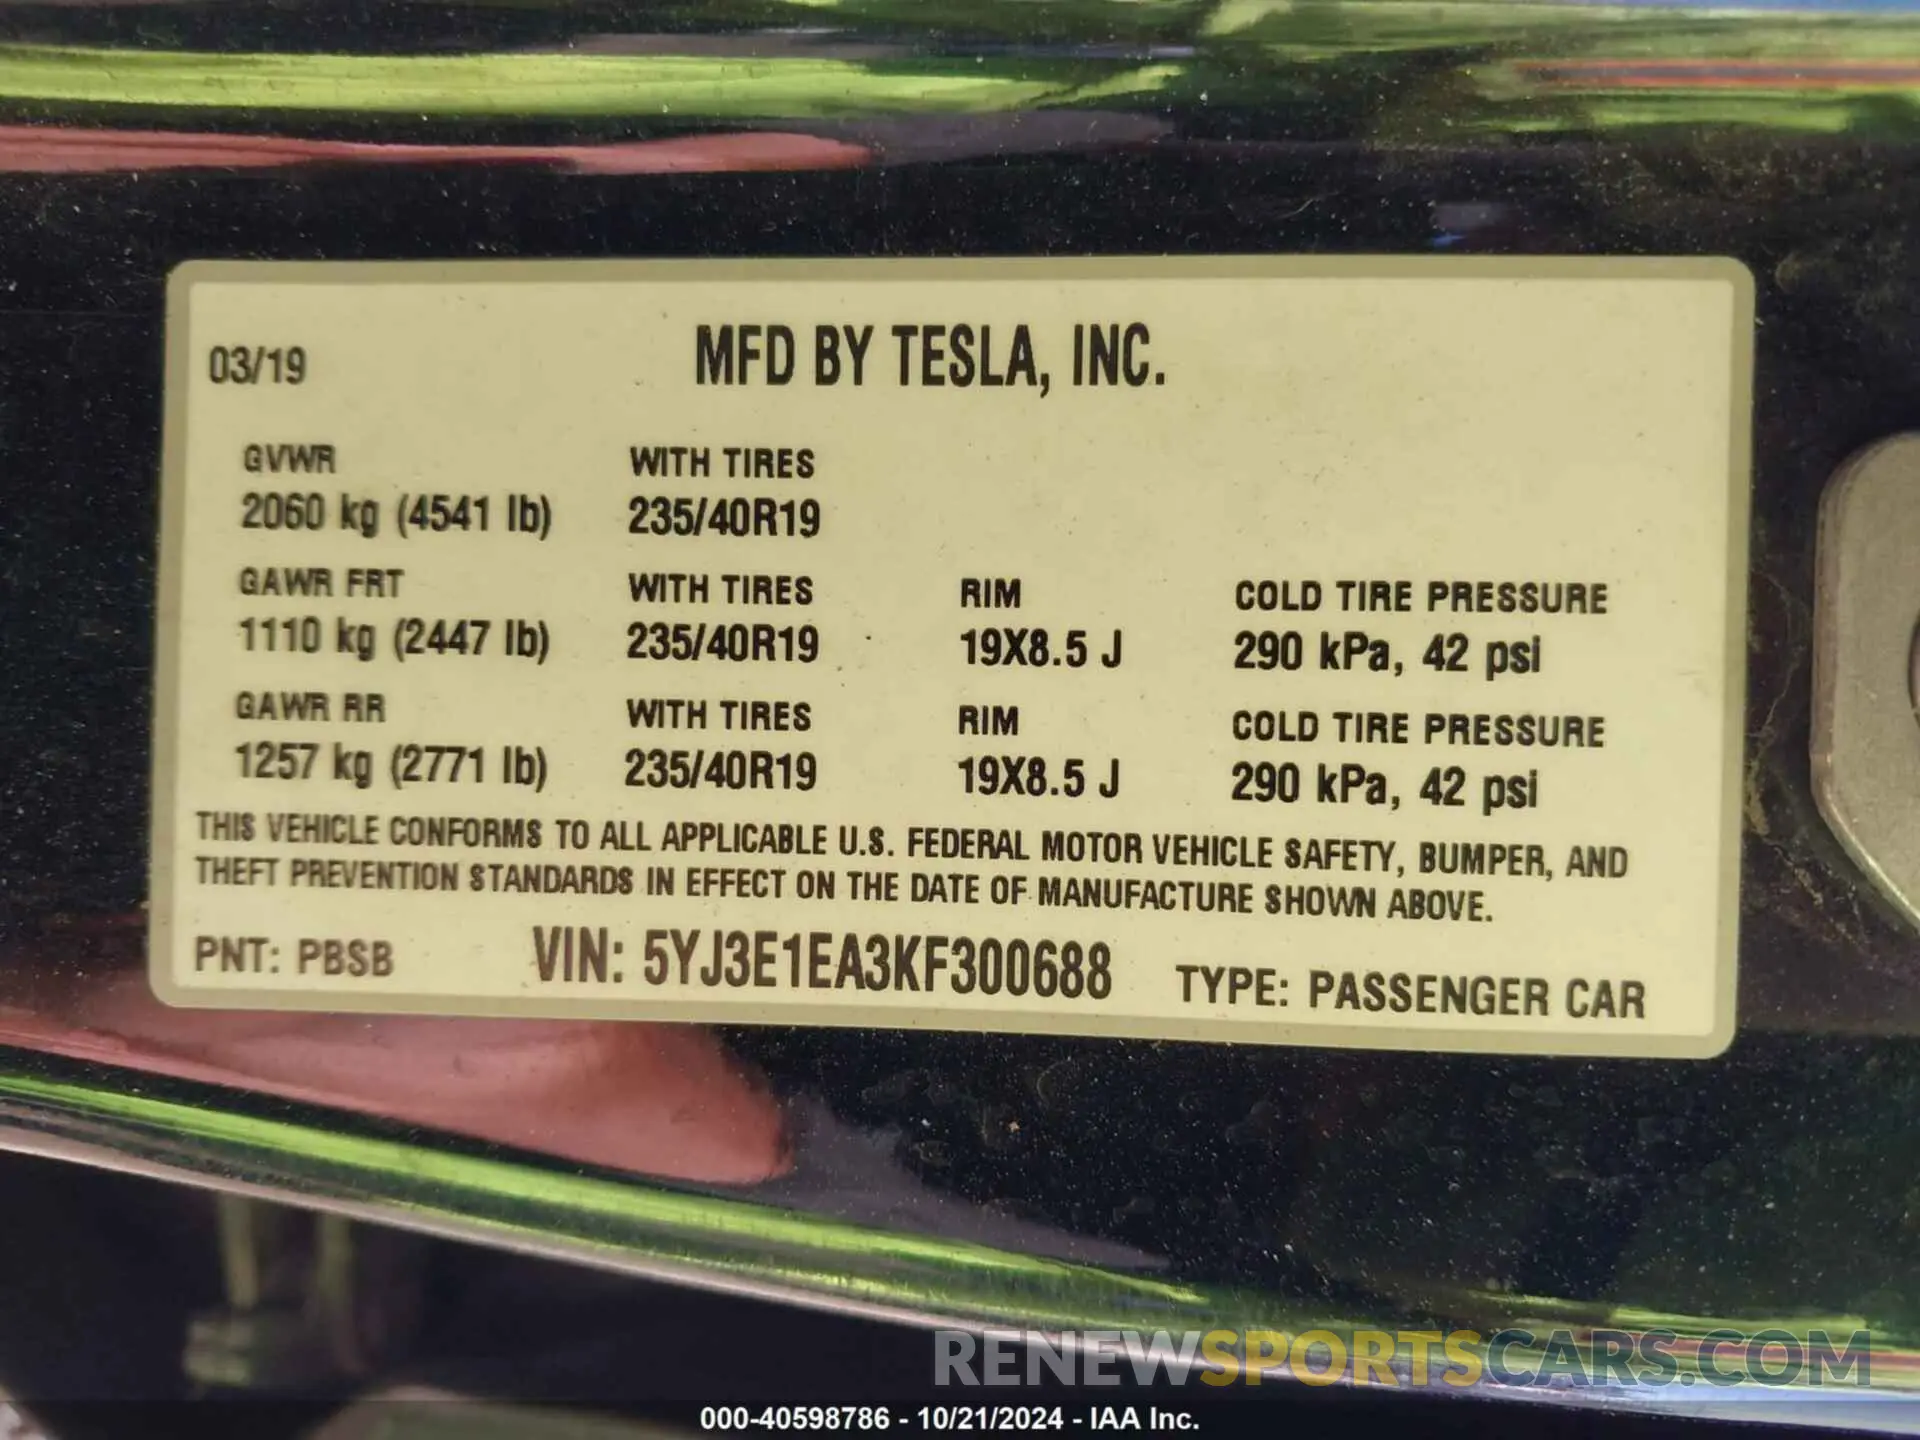 03/19 MFD BY TESLA, INC.
GVWR WITH TIRES
2060 kg (4541 lb) 235/40R19
GAWR FRT WITH TIRES RIM COLD TIRE PRESSURE
1110 kg (2447 lb) 235/40R19 19X8.5 J 290 kPa, 42 psi
GAWR RR WITH TIRES RIM COLD TIRE PRESSURE
1257 kg (2771 lb) 235/40R19 19X8.5 J 290 kPa, 42 psi
THIS VEHICLE CONFORMS TO ALL APPLICABLE U.S. FEDERAL MOTOR VEHICLE SAFETY, BUMPER, AND
THEFT PREVENTION STANDARDS IN EFFECT ON THE DATE OF MANUFACTURE SHOWN ABOVE.
PNT: PBSB VIN: 5YJ3E1EA3KF300688 TYPE: PASSENGER CAR
RENEWSPORTSCARS.COM
000-40598786 - 10/21/2024 - IAA Inc.